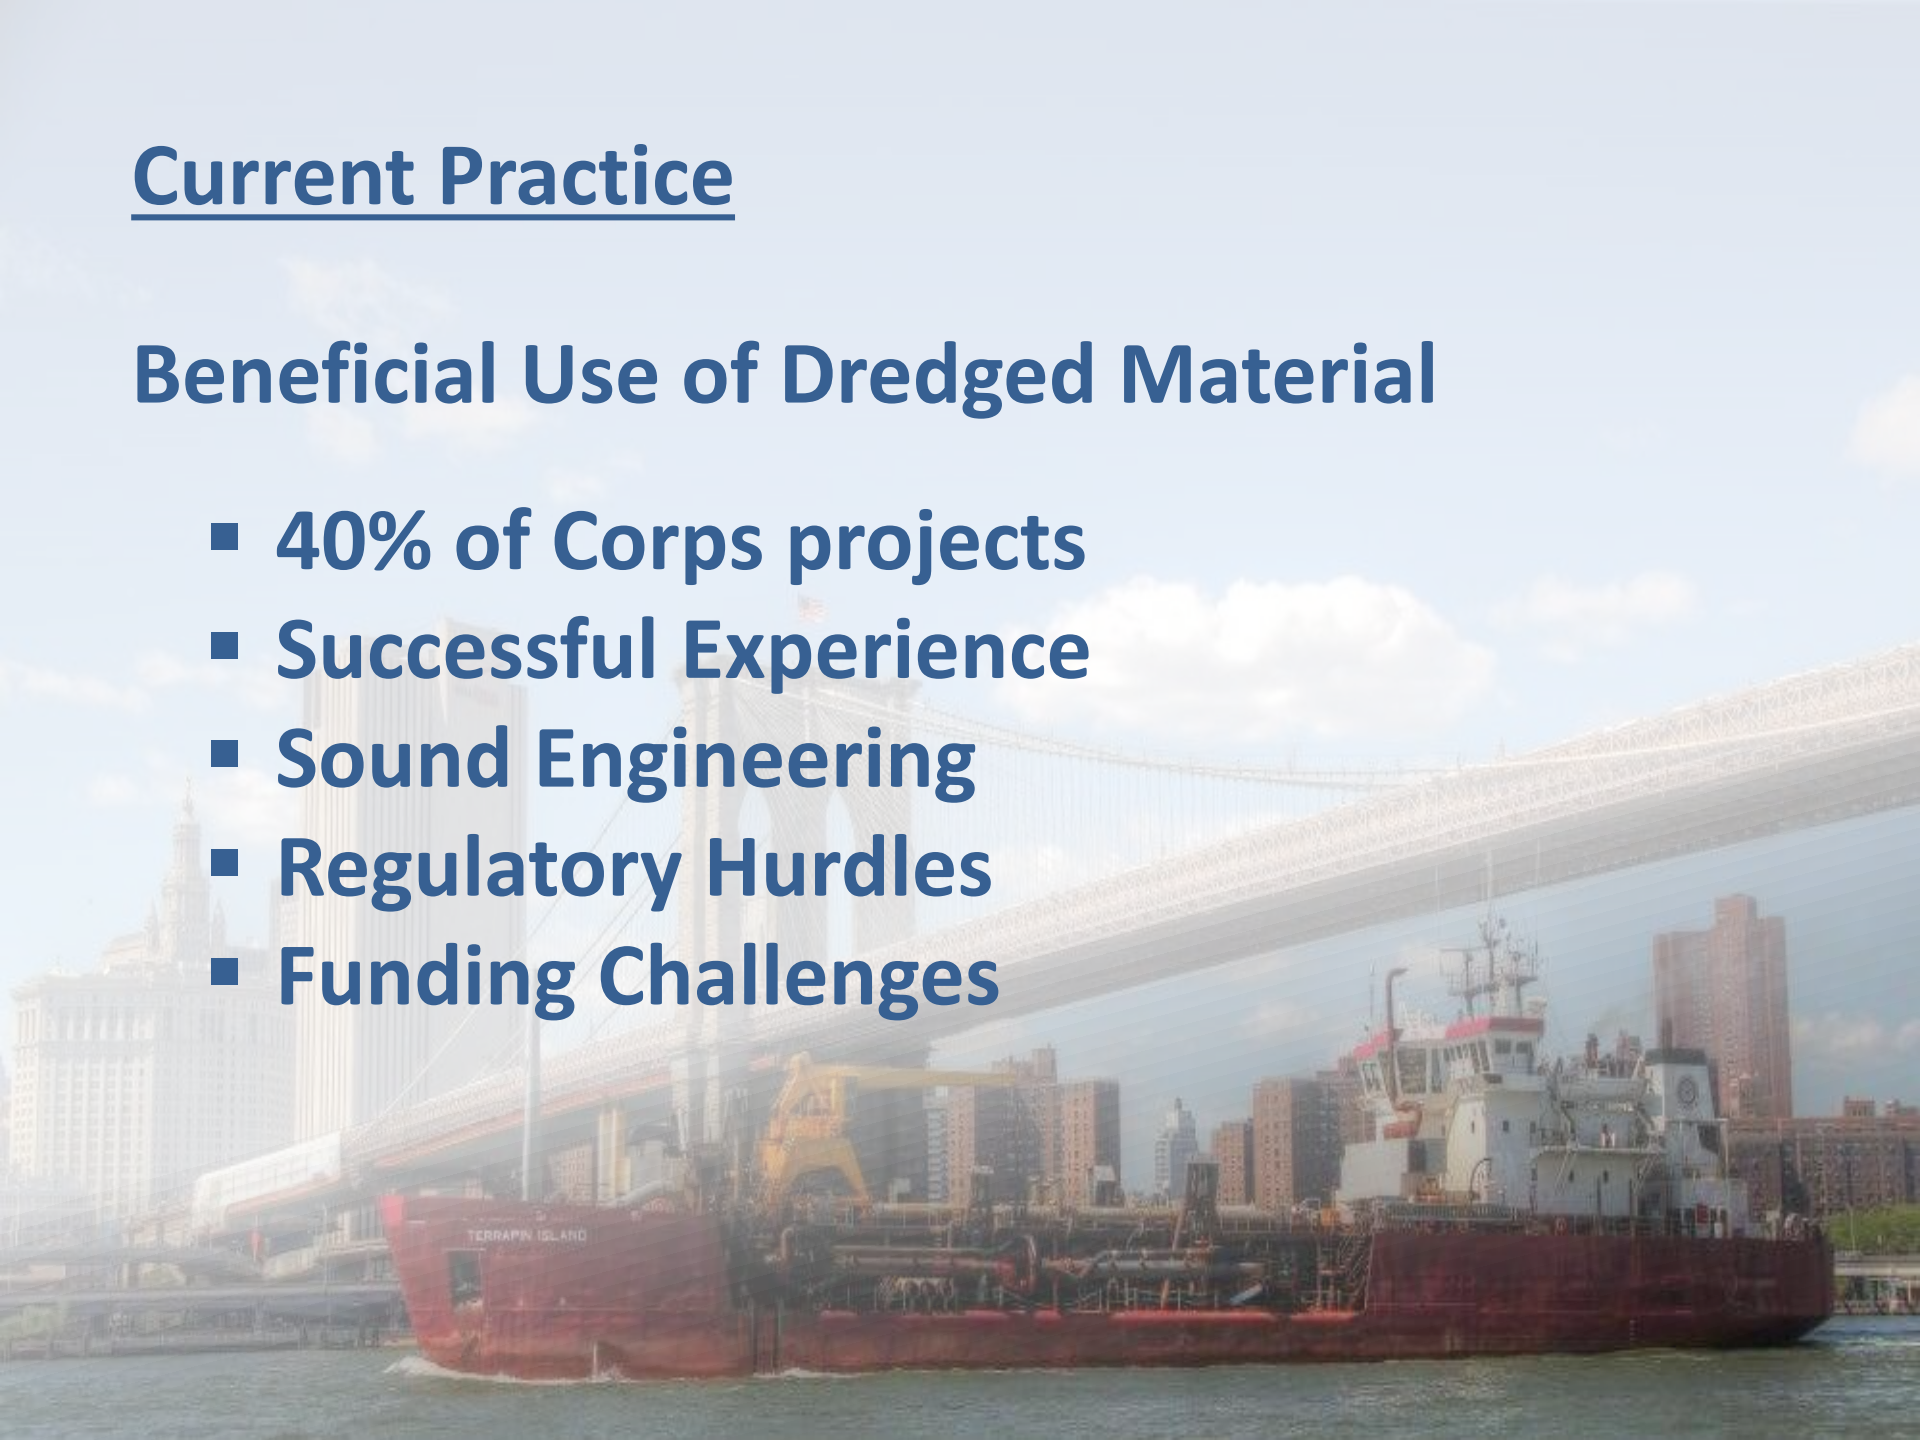 Current Practice
Beneficial Use of Dredged Material
▪ 40% of Corps projects
▪ Successful Experience
▪ Sound Engineering
▪ Regulatory Hurdles
▪ Funding Challenges
TERRAPIN ISLAND